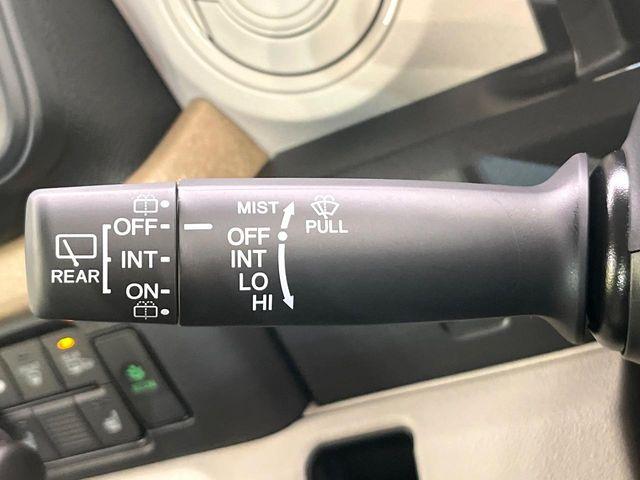 REAR
OFF
INT
ON
MIST
OFF
INT
LO
HI
PULL